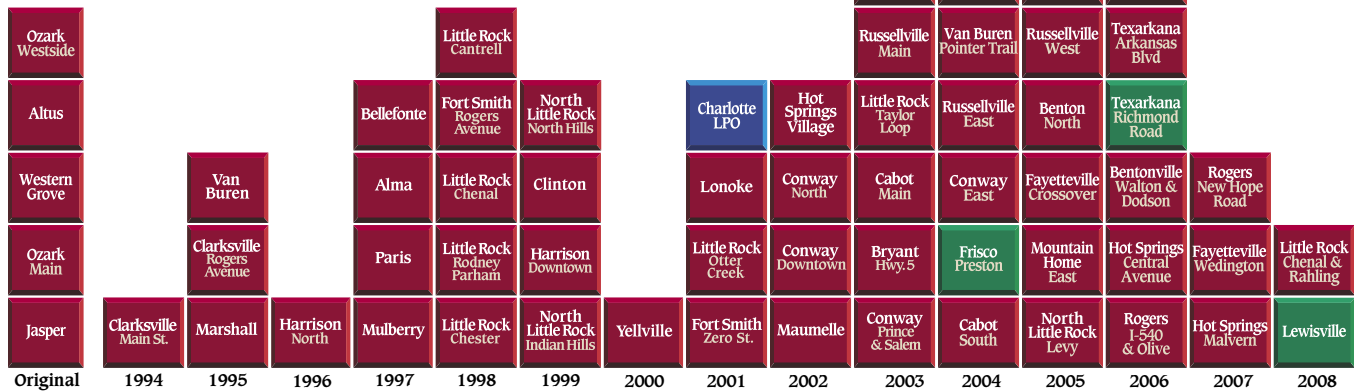 Ozark
Westside
Altus
Western
Grove
Ozark
Main
Jasper
Original
Clarksville
Main St.
1994
Van
Buren
Clarksville
Rogers
Avenue
Marshall
1995
Harrison
North
1996
Bellefonte
Alma
Paris
Mulberry
1997
Little Rock
Cantrell
Fort Smith
Rogers
Avenue
Little Rock
Chenal
Little Rock
Rodney
Parham
Little Rock
Chester
1998
North
Little Rock
North Hills
Clinton
Harrison
Downtown
North
Little Rock
Indian Hills
1999
Yellville
2000
Charlotte
LPO
Lonoke
Little Rock
Otter
Creek
Fort Smith
Zero St.
2001
Hot
Springs
Village
Conway
North
Conway
Downtown
Maumelle
2002
Russellville
Main
Little Rock
Taylor
Loop
Cabot
Main
Bryant
Hwy. 5
Conway
Prince
& Salem
2003
Van Buren
Pointer Trail
Russellville
East
Conway
East
Frisco
Preston
Cabot
South
2004
Russellville
West
Benton
North
Fayetteville
Crossover
Mountain
Home
East
North
Little Rock
Levy
2005
Texarkana
Arkansas
Blvd
Texarkana
Richmond
Road
Bentonville
Walton &
Dodson
Hot Springs
Central
Avenue
Rogers
I-540
& Olive
2006
Rogers
New Hope
Road
Fayetteville
Wedington
Hot Springs
Malvern
2007
Little Rock
Chenal &
Rahling
Lewisville
2008